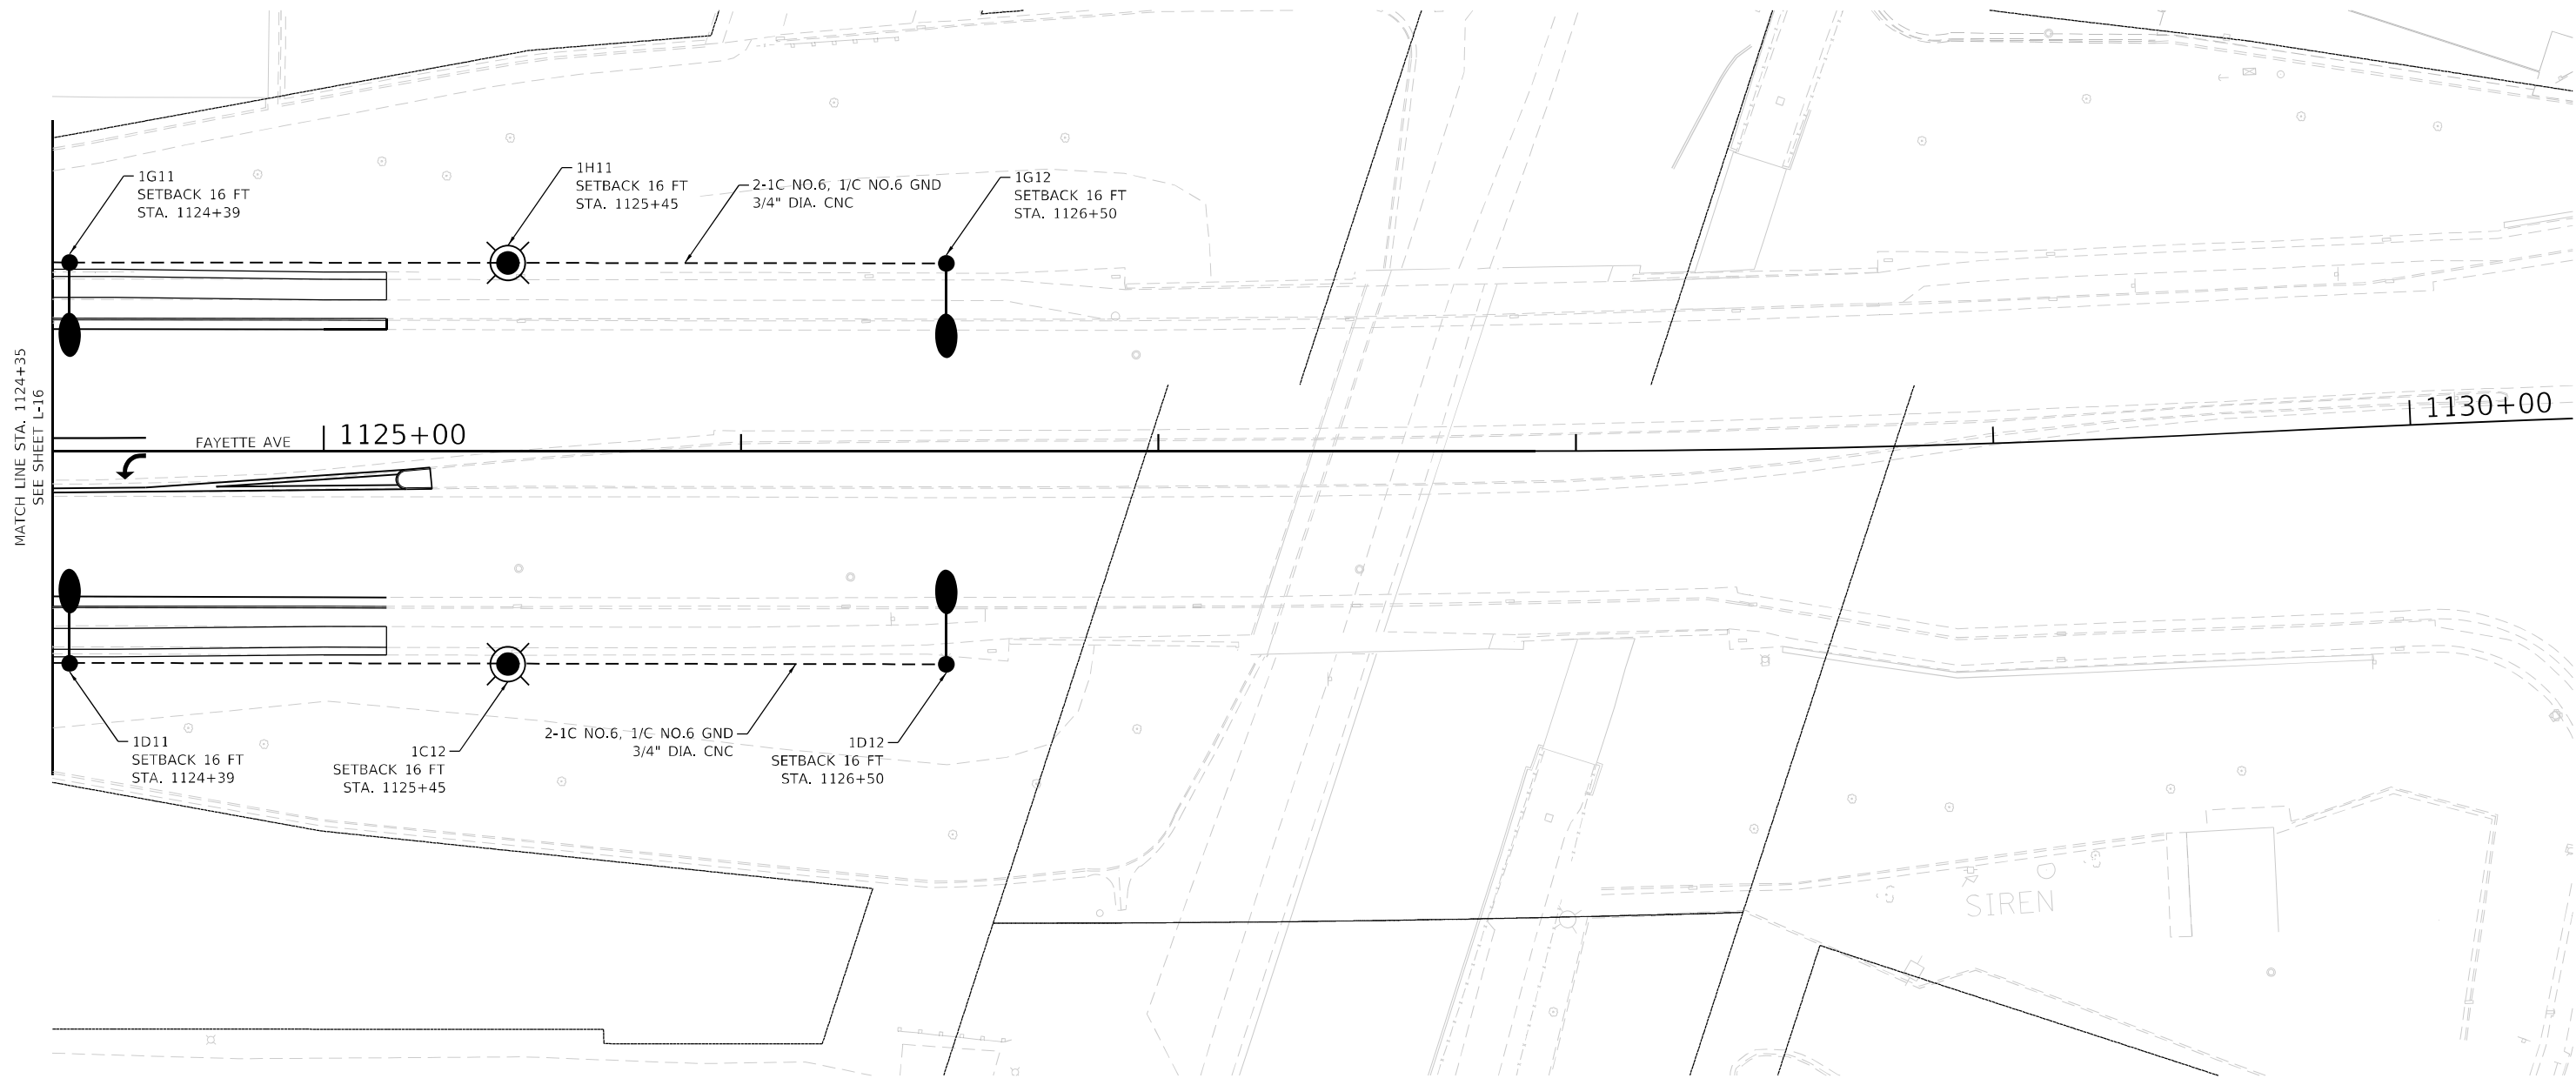 1G11
SETBACK 16 FT
STA. 1124+39
1H11
SETBACK 16 FT
STA. 1125+45
2-1C NO.6, 1/C NO.6 GND
3/4" DIA. CNC
1G12
SETBACK 16 FT
STA. 1126+50
MATCH LINE STA. 1124+35
SEE SHEET L-16
FAYETTE AVE
1125+00
1130+00
1D11
SETBACK 16 FT
STA. 1124+39
1C12
SETBACK 16 FT
STA. 1125+45
2-1C NO.6, 1/C NO.6 GND
3/4" DIA. CNC
1D12
SETBACK 16 FT
STA. 1126+50
SIREN